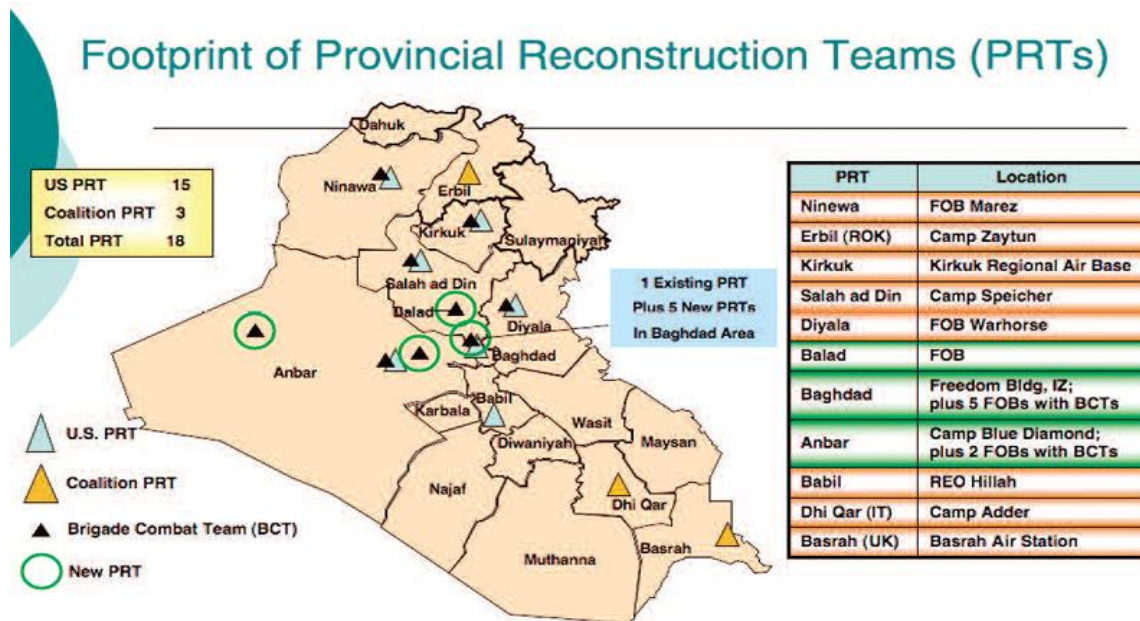 Footprint of Provincial Reconstruction Teams (PRTs)
US PRT 15
Coalition PRT 3
Total PRT 18
Dahuk
Ninawa
Erbil
Kirkuk
Sulaymaniyah
Salah ad Din
Balad
Diyala
Baghdad
Anbar
Karbala
Babil
Wasit
Diwaniyah
Maysan
Najaf
Dhi Qar
Muthanna
Basrah
1 Existing PRT
Plus 5 New PRTs
In Baghdad Area
U.S. PRT
Coalition PRT
Brigade Combat Team (BCT)
New PRT
PRT Location
Ninewa FOB Marez
Erbil (ROK) Camp Zaytun
Kirkuk Kirkuk Regional Air Base
Salah ad Din Camp Speicher
Diyala FOB Warhorse
Balad FOB
Baghdad Freedom Bldg, IZ;
plus 5 FOBs with BCTs
Anbar Camp Blue Diamond;
plus 2 FOBs with BCTs
Babil REO Hillah
Dhi Qar (IT) Camp Adder
Basrah (UK) Basrah Air Station